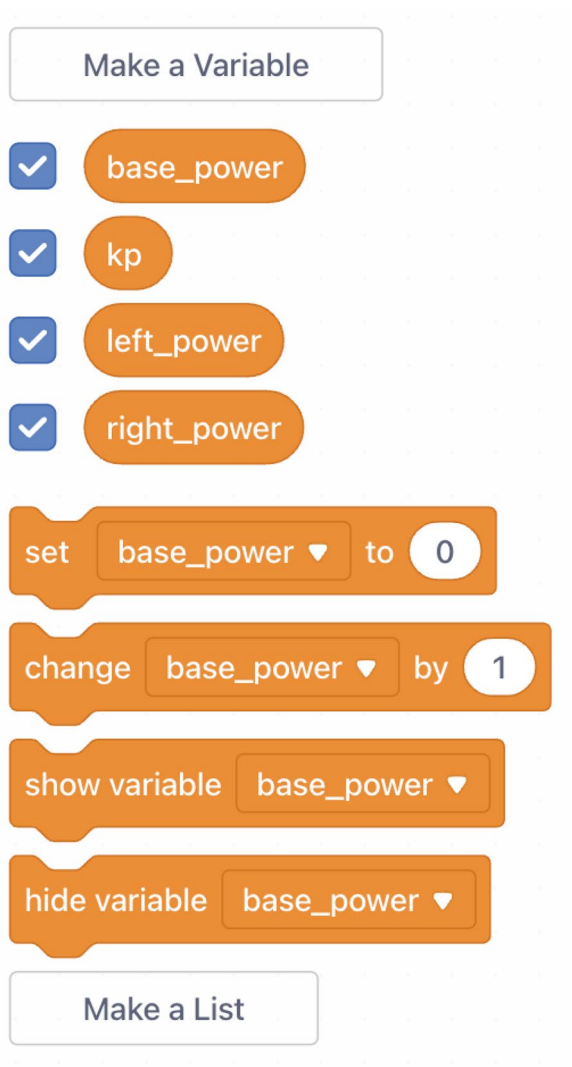 Make a Variable
base_power
kp
left_power
right_power
set base_power to 0
change base_power by 1
show variable base_power
hide variable base_power
Make a List